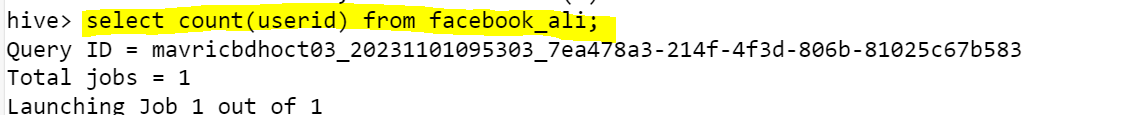 hive> select count(userid) from facebook_ali;
Query ID = mavricbdhoct03_20231101095303_7ea478a3-214f-4f3d-806b-81025c67b583
Total jobs = 1
Launching Job 1 out of 1